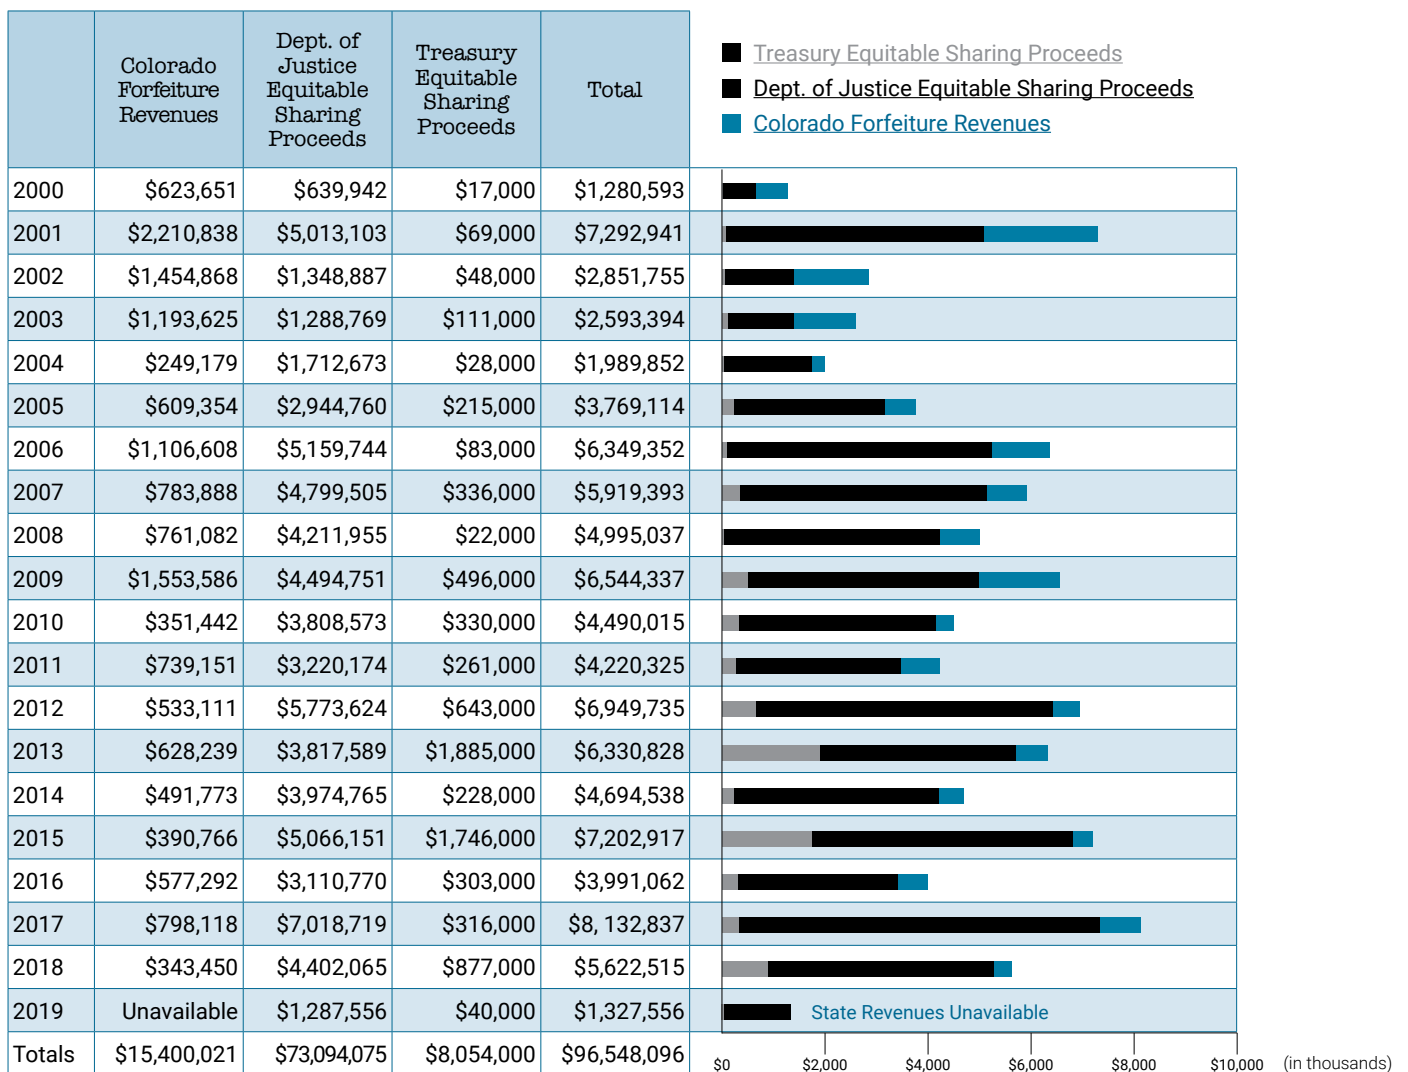 Colorado
Forfeiture
Revenues
Dept. of
Justice
Equitable
Sharing
Proceeds
Treasury
Equitable
Sharing
Proceeds
Total
Treasury Equitable Sharing Proceeds
Dept. of Justice Equitable Sharing Proceeds
Colorado Forfeiture Revenues
2000 $623,651 $639,942 $17,000 $1,280,593
2001 $2,210,838 $5,013,103 $69,000 $7,292,941
2002 $1,454,868 $1,348,887 $48,000 $2,851,755
2003 $1,193,625 $1,288,769 $111,000 $2,593,394
2004 $249,179 $1,712,673 $28,000 $1,989,852
2005 $609,354 $2,944,760 $215,000 $3,769,114
2006 $1,106,608 $5,159,744 $83,000 $6,349,352
2007 $783,888 $4,799,505 $336,000 $5,919,393
2008 $761,082 $4,211,955 $22,000 $4,995,037
2009 $1,553,586 $4,494,751 $496,000 $6,544,337
2010 $351,442 $3,808,573 $330,000 $4,490,015
2011 $739,151 $3,220,174 $261,000 $4,220,325
2012 $533,111 $5,773,624 $643,000 $6,949,735
2013 $628,239 $3,817,589 $1,885,000 $6,330,828
2014 $491,773 $3,974,765 $228,000 $4,694,538
2015 $390,766 $5,066,151 $1,746,000 $7,202,917
2016 $577,292 $3,110,770 $303,000 $3,991,062
2017 $798,118 $7,018,719 $316,000 $8, 132,837
2018 $343,450 $4,402,065 $877,000 $5,622,515
2019 Unavailable $1,287,556 $40,000 $1,327,556 State Revenues Unavailable
Totals $15,400,021 $73,094,075 $8,054,000 $96,548,096
$0 $2,000 $4,000 $6,000 $8,000 $10,000 (in thousands)